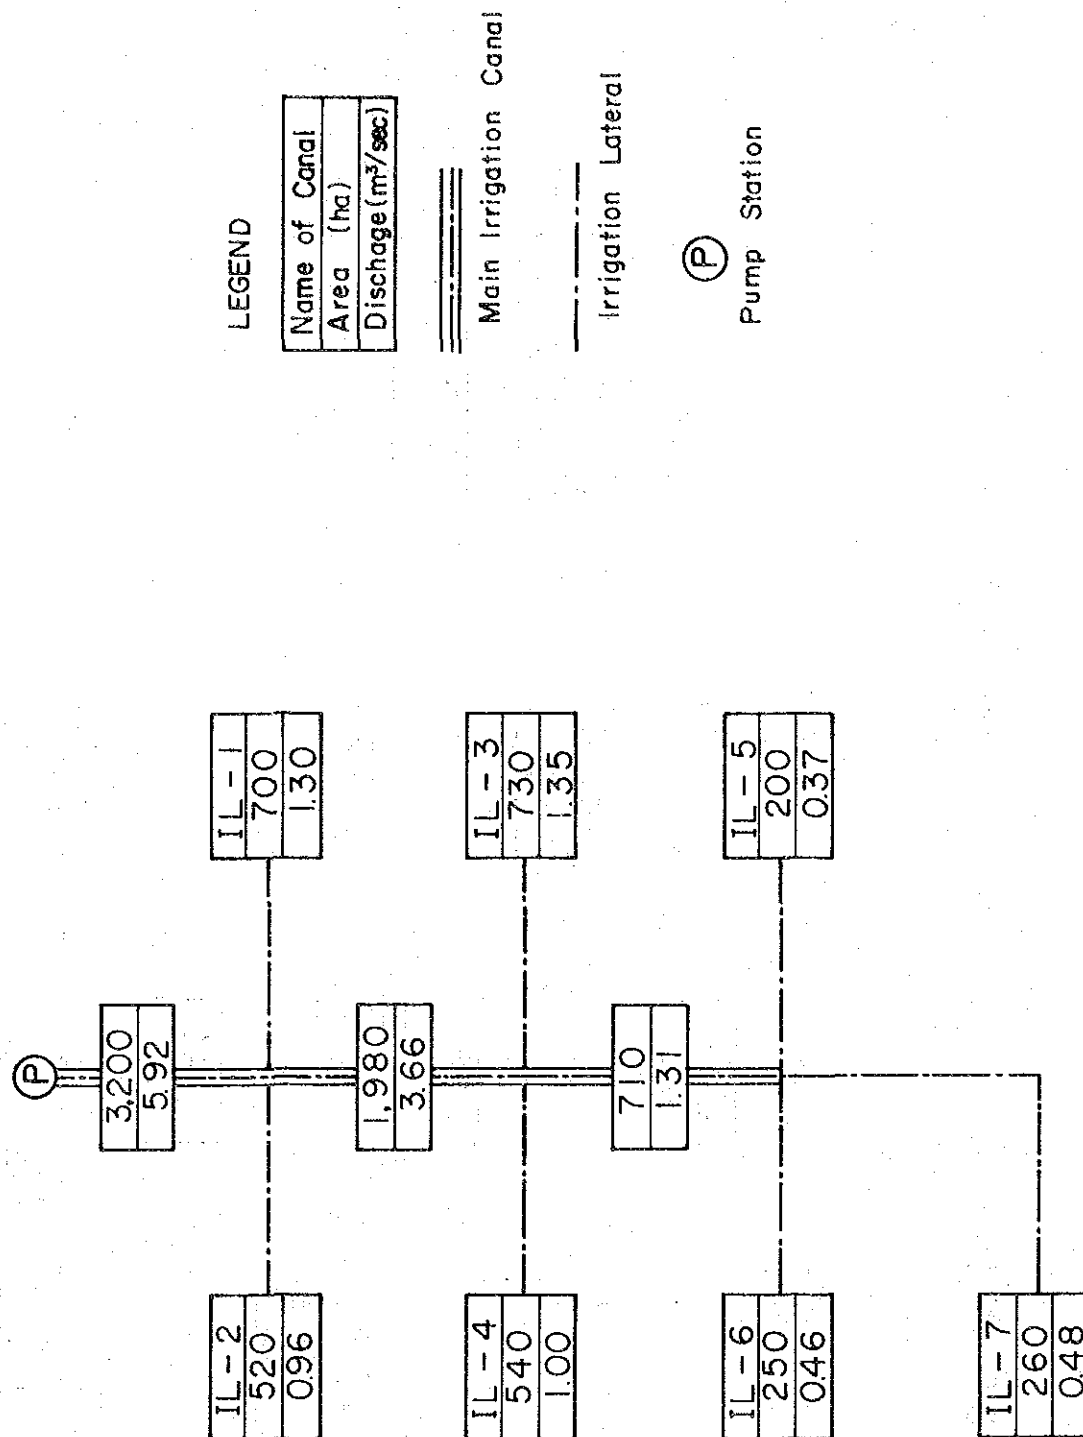 LEGEND
Name of Canal
Area (ha)
Dischage(m³/sec)
Main Irrigation Canal
Irrigation Lateral
P
Pump Station
P
3,200
5.92
IL-1
700
1.30
IL-2
520
0.96
1,980
3.66
IL-3
730
1.35
IL-4
540
1.00
710
1.31
IL-5
200
0.37
IL-6
250
0.46
IL-7
260
0.48